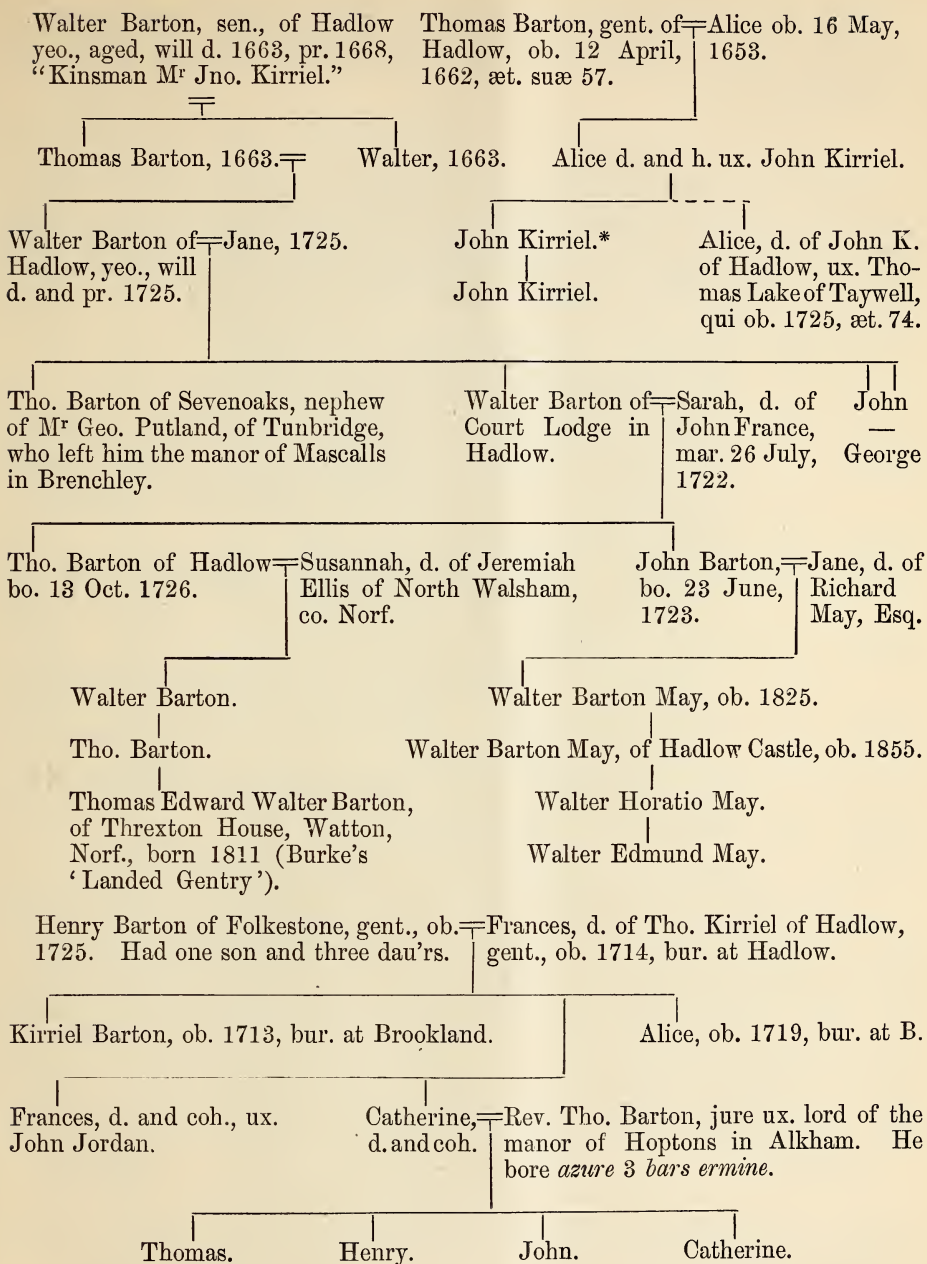 Walter Barton, sen., of Hadlow
yeo., aged, will d. 1663, pr. 1668,
“Kinsman Mr Jno. Kirriel.”
Thomas Barton, gent. of
Hadlow, ob. 12 April,
1662, æt. suæ 57.
Alice ob. 16 May,
1653.
Thomas Barton, 1663.
Walter, 1663.
Alice d. and h. ux. John Kirriel.
Walter Barton of
Hadlow, yeo., will
d. and pr. 1725.
Jane, 1725.
John Kirriel.*
John Kirriel.
Alice, d. of John K.
of Hadlow, ux. Tho-
mas Lake of Taywell,
qui ob. 1725, æt. 74.
Tho. Barton of Sevenoaks, nephew
of Mr Geo. Putland, of Tunbridge,
who left him the manor of Mascalls
in Brenchley.
Walter Barton of
Court Lodge in
Hadlow.
Sarah, d. of
John France,
mar. 26 July,
1722.
John
—
George
Tho. Barton of Hadlow
bo. 13 Oct. 1726.
Susannah, d. of Jeremiah
Ellis of North Walsham,
co. Norf.
John Barton,
bo. 23 June,
1723.
Jane, d. of
Richard
May, Esq.
Walter Barton.
Tho. Barton.
Thomas Edward Walter Barton,
of Threxton House, Watton,
Norf., born 1811 (Burke’s
‘Landed Gentry’).
Walter Barton May, ob. 1825.
Walter Barton May, of Hadlow Castle, ob. 1855.
Walter Horatio May.
Walter Edmund May.
Henry Barton of Folkestone, gent., ob.
1725. Had one son and three dau’rs.
Frances, d. of Tho. Kirriel of Hadlow,
gent., ob. 1714, bur. at Hadlow.
Kirriel Barton, ob. 1713, bur. at Brookland.
Alice, ob. 1719, bur. at B.
Frances, d. and coh., ux.
John Jordan.
Catherine,
d. and coh.
Rev. Tho. Barton, jure ux. lord of the
manor of Hoptons in Alkham. He
bore azure 3 bars ermine.
Thomas. Henry. John. Catherine.